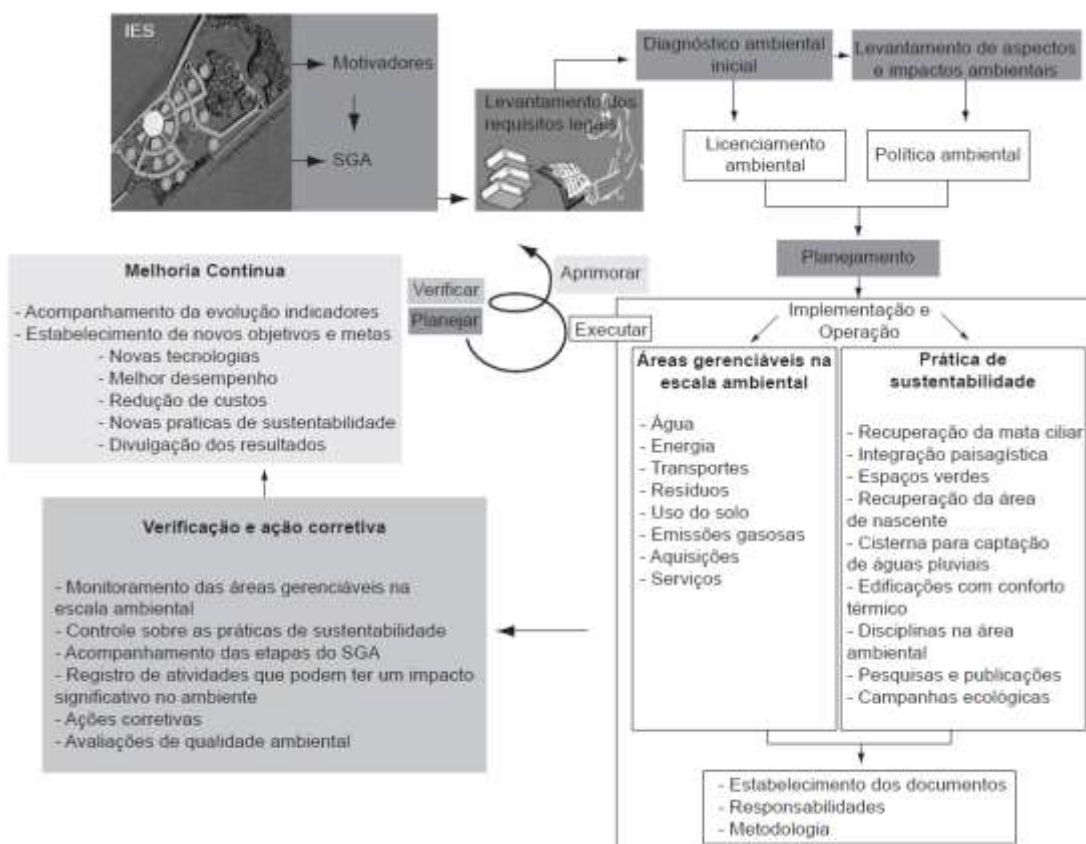 IES
Motivadores
SGA
Levantamento dos
requisitos legais
Diagnóstico ambiental
inicial
Levantamento de aspectos
e impactos ambientais
Licenciamento
ambiental
Política ambiental
Planejamento
Implementação e
Operação
Áreas gerenciáveis na
escala ambiental
- Água
- Energia
- Transportes
- Resíduos
- Uso do solo
- Emissões gasosas
- Aquisições
- Serviços
Prática de
sustentabilidade
- Recuperação da mata ciliar
- Integração paisagística
- Espaços verdes
- Recuperação da área
de nascente
- Cisterna para captação
de águas pluviais
- Edificações com conforto
térmico
- Disciplinas na área
ambiental
- Pesquisas e publicações
- Campanhas ecológicas
- Estabelecimento dos documentos
- Responsabilidades
- Metodologia
Verificar
Planejar
Aprimorar
Executar
Melhoria Continua
- Acompanhamento da evolução indicadores
- Estabelecimento de novos objetivos e metas
- Novas tecnologias
- Melhor desempenho
- Redução de custos
- Novas praticas de sustentabilidade
- Divulgação dos resultados
Verificação e ação corretiva
- Monitoramento das áreas gerenciáveis na
escala ambiental
- Controle sobre as práticas de sustentabilidade
- Acompanhamento das etapas do SGA
- Registro de atividades que podem ter um impacto
significativo no ambiente
- Ações corretivas
- Avaliações de qualidade ambiental